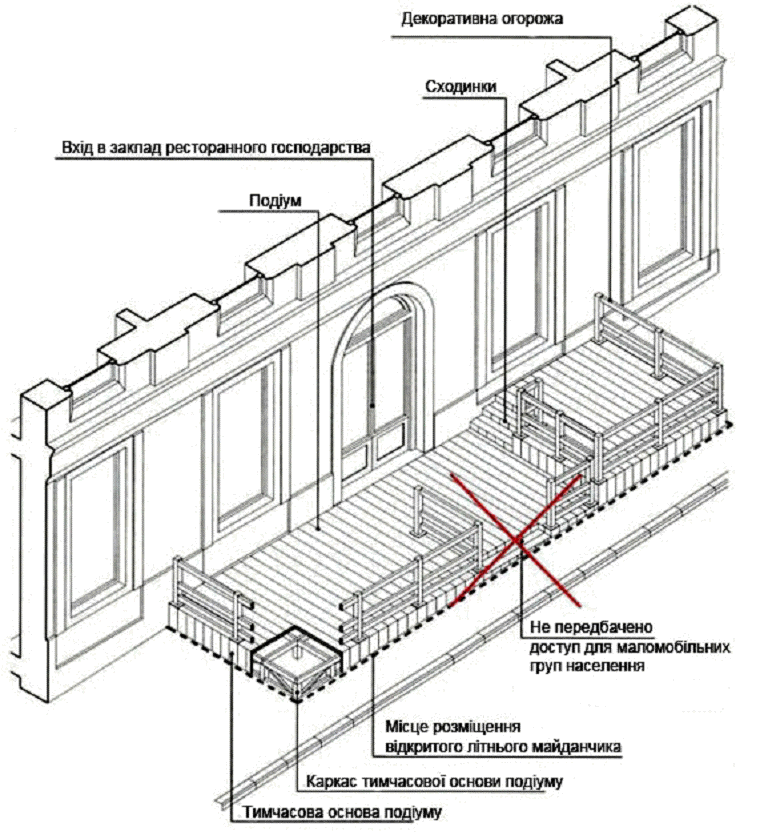 Декоративна огорожа
Сходинки
Вхід в заклад ресторанного господарства
Подіум
Не передбачено
доступ для маломобільних
груп населення
Місце розміщення
відкритого літнього майданчика
Каркас тимчасової основи подіуму
Тимчасова основа подіуму